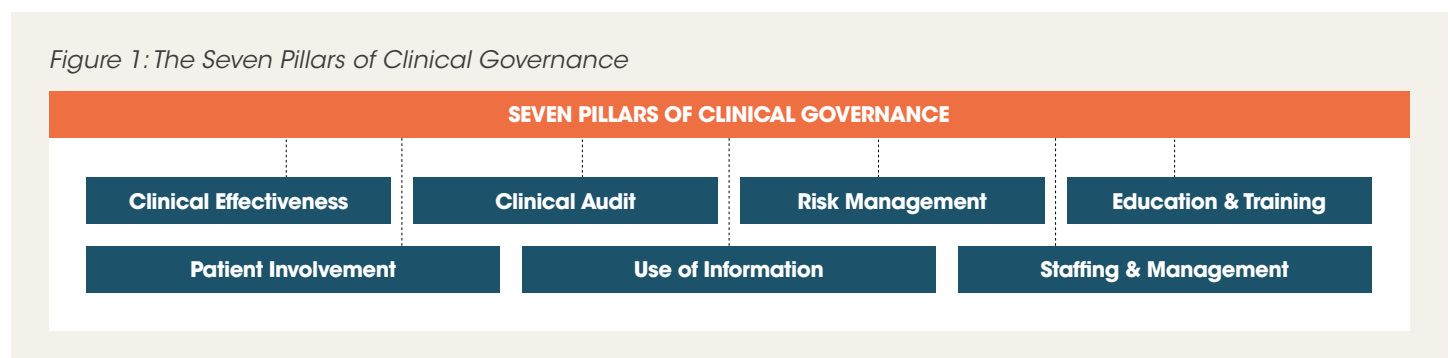 Figure 1: The Seven Pillars of Clinical Governance
SEVEN PILLARS OF CLINICAL GOVERNANCE
Clinical Effectiveness
Clinical Audit
Risk Management
Education & Training
Patient Involvement
Use of Information
Staffing & Management